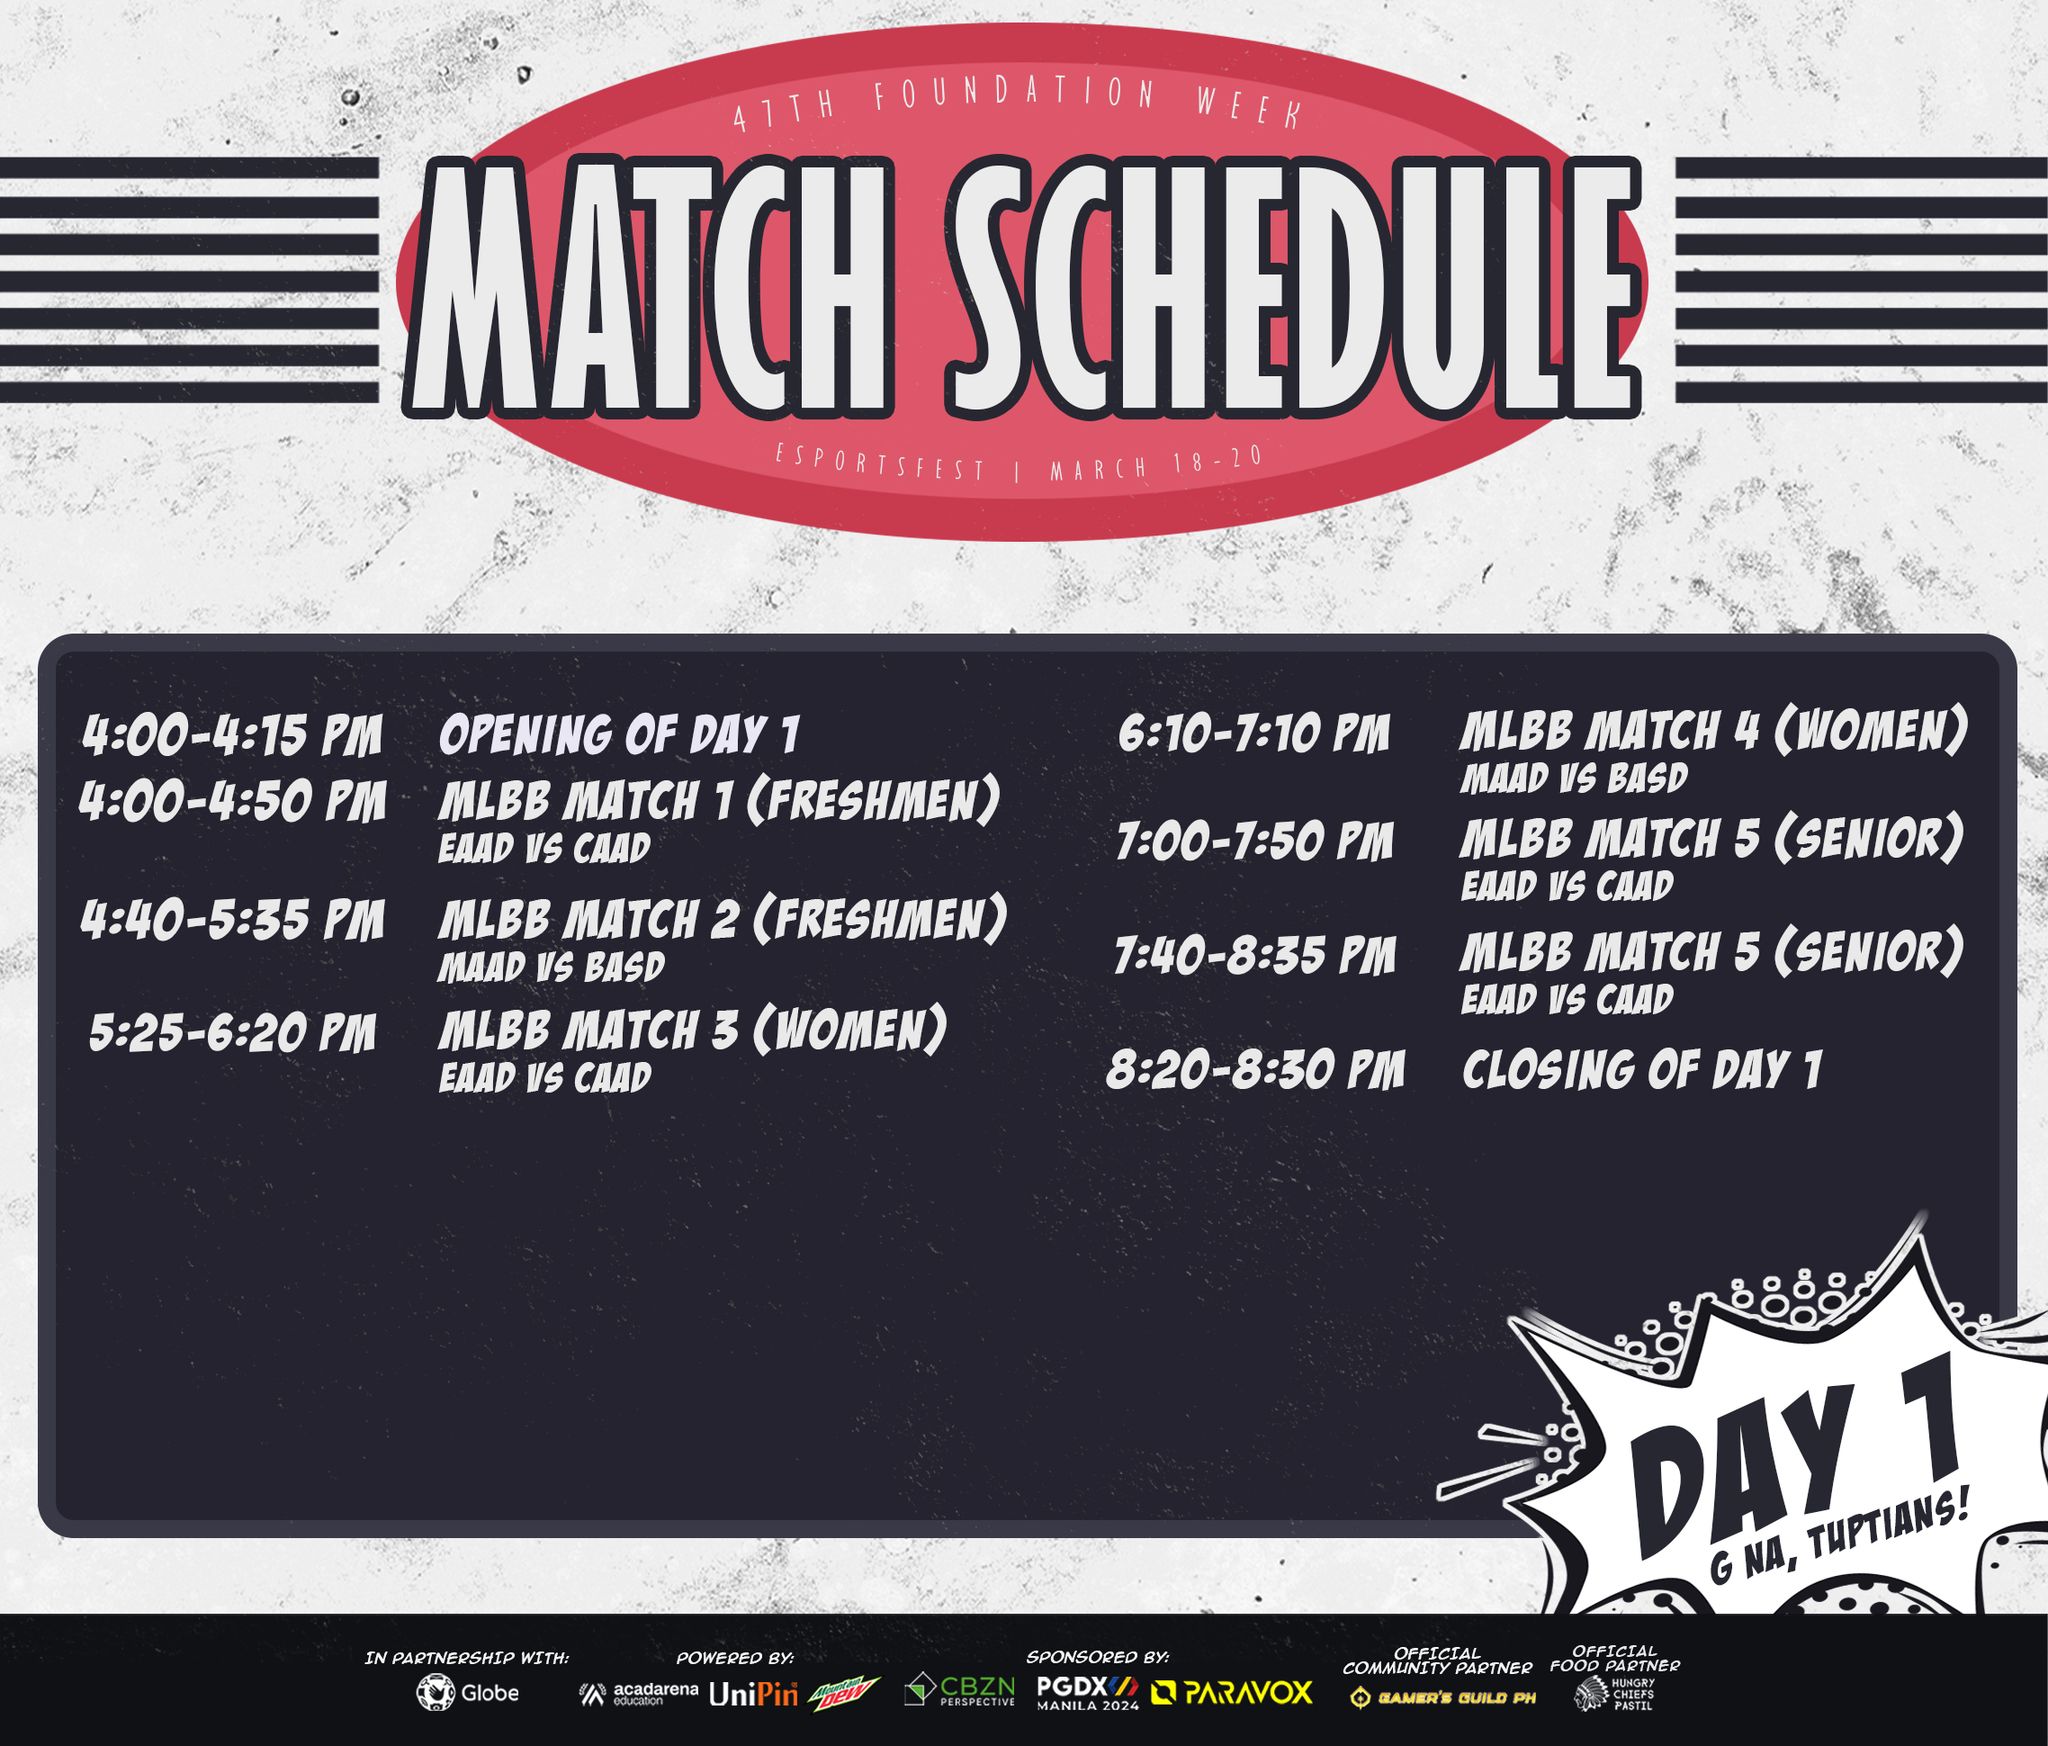 47TH FOUNDATION WEEK
MATCH SCHEDULE
ESPORTSFEST | MARCH 18-20
4:00-4:15 PM OPENING OF DAY 1
4:00-4:50 PM MLBB MATCH 1 (FRESHMEN)
EAAD VS CAAD
4:40-5:35 PM MLBB MATCH 2 (FRESHMEN)
MAAD VS BASD
5:25-6:20 PM MLBB MATCH 3 (WOMEN)
EAAD VS CAAD
6:10-7:10 PM MLBB MATCH 4 (WOMEN)
MAAD VS BASD
7:00-7:50 PM MLBB MATCH 5 (SENIOR)
EAAD VS CAAD
7:40-8:35 PM MLBB MATCH 5 (SENIOR)
EAAD VS CAAD
8:20-8:30 PM CLOSING OF DAY 1
DAY 1
G NA, TUPTIANS!
IN PARTNERSHIP WITH:
Globe
POWERED BY:
acadarena
education
UniPin
Mountain
DEW
SPONSORED BY:
CBZN
PERSPECTIVE
PGDX
MANILA 2024
PARAVOX
OFFICIAL
COMMUNITY PARTNER
GAMER'S GUILD PH
OFFICIAL
FOOD PARTNER
HUNGRY
CHIEFS
PASTIL